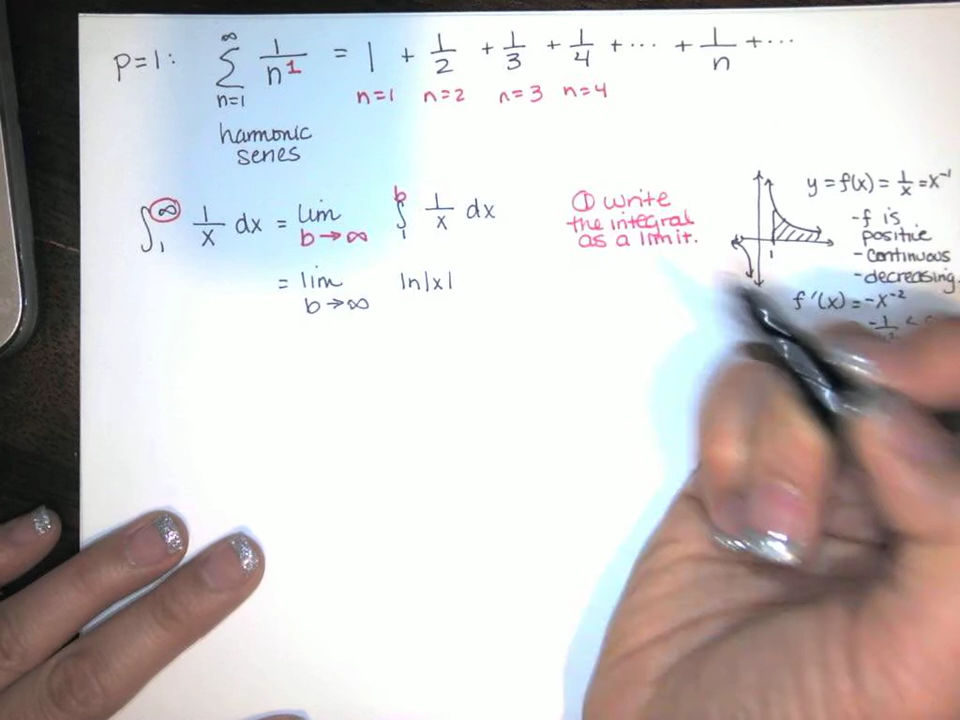 p=1: ∞ Σ n=1 1/n^1 = 1 + 1/2 + 1/3 + 1/4 + ··· + 1/n + ···
n=1 n=2 n=3 n=4
harmonic
series
∫_1^∞ 1/x dx = lim b→∞ ∫_1^b 1/x dx
= lim b→∞ ln|x|
① write
the integral
as a limit.
y = f(x) = 1/x = x^-1
1
- f is
positive
- continuous
- decreasing.
f'(x) = -x^-2